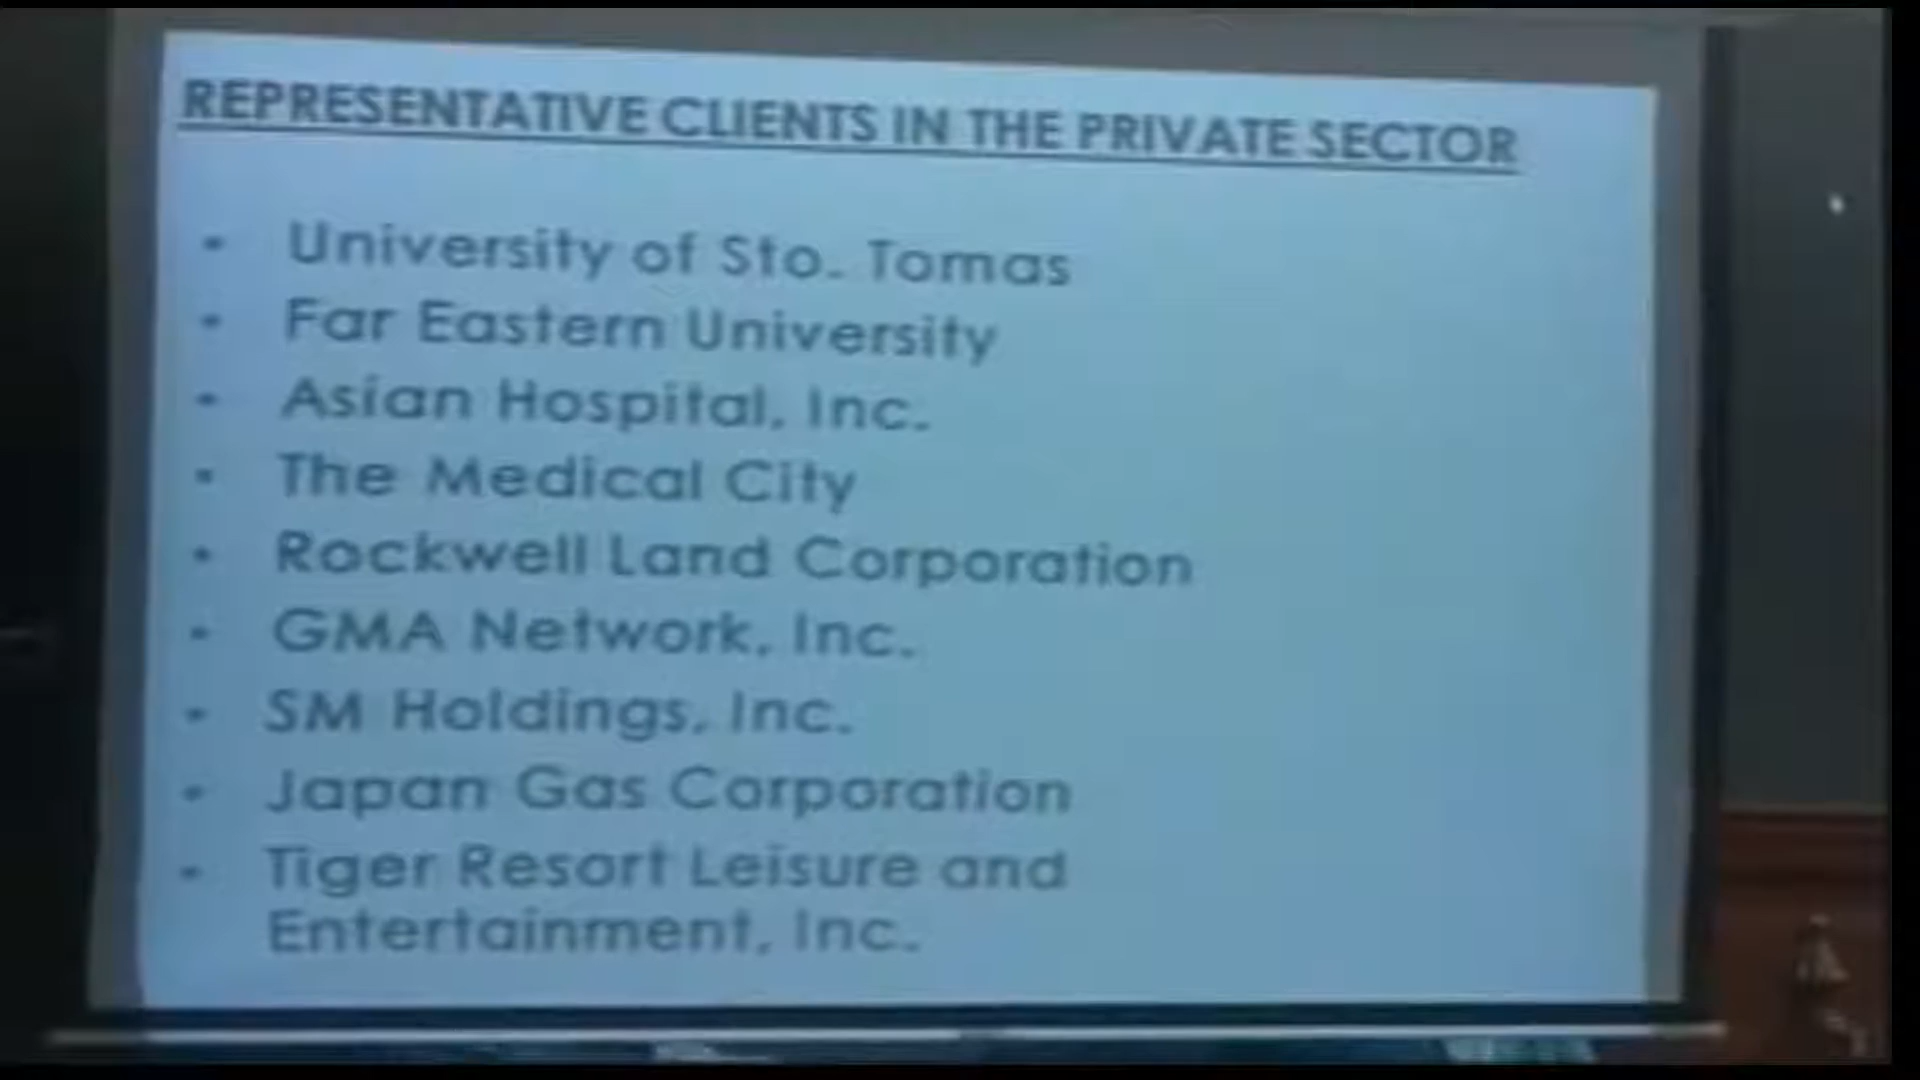 REPRESENTATIVE CLIENTS IN THE PRIVATE SECTOR
• University of Sto. Tomas
• Far Eastern University
• Asian Hospital, Inc.
• The Medical City
• Rockwell Land Corporation
• GMA Network, Inc.
• SM Holdings, Inc.
• Japan Gas Corporation
• Tiger Resort Leisure and
Entertainment, Inc.